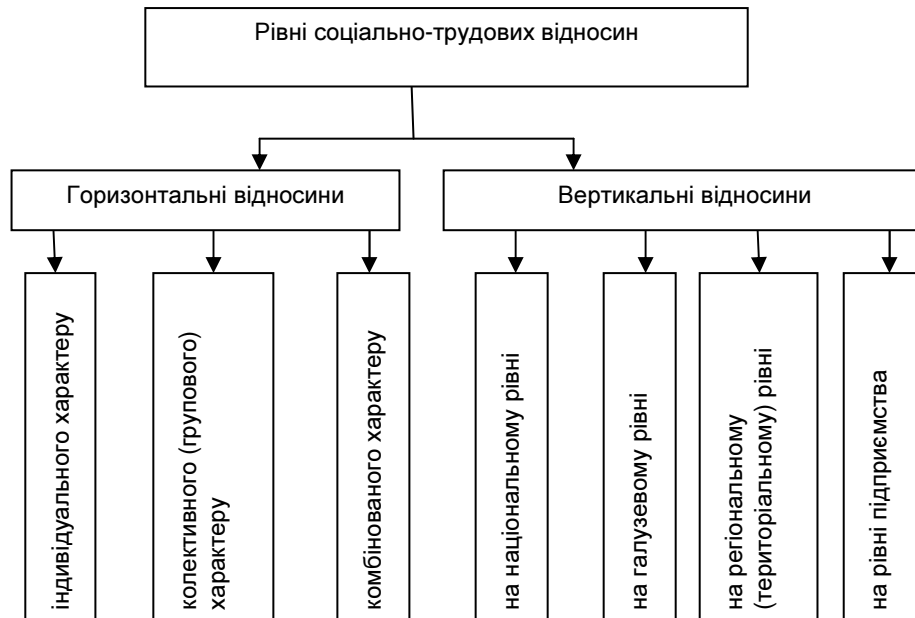 Рівні соціально-трудових відносин
Горизонтальні відносини
Вертикальні відносини
індивідуального характеру
колективного (групового)
характеру
комбінованого характеру
на національному рівні
на галузевому рівні
на регіональному
(територіальному) рівні
на рівні підприємства